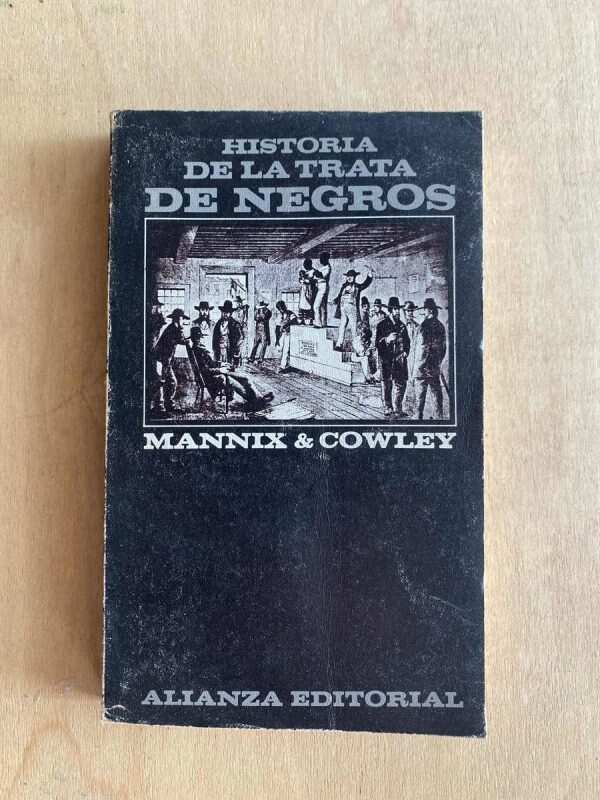 HISTORIA
DE LA TRATA
DE NEGROS
MANNIX & COWLEY
ALIANZA EDITORIAL